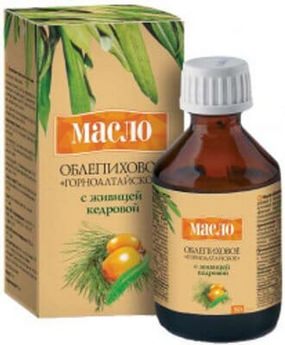 Масло
ОБЛЕПИХОВОЕ
«ГОРНОАЛТАЙСКОЕ»
с живицей
кедровой
Масло
ОБЛЕПИХОВОЕ
«ГОРНОАЛТАЙСКОЕ»
с живицей
кедровой